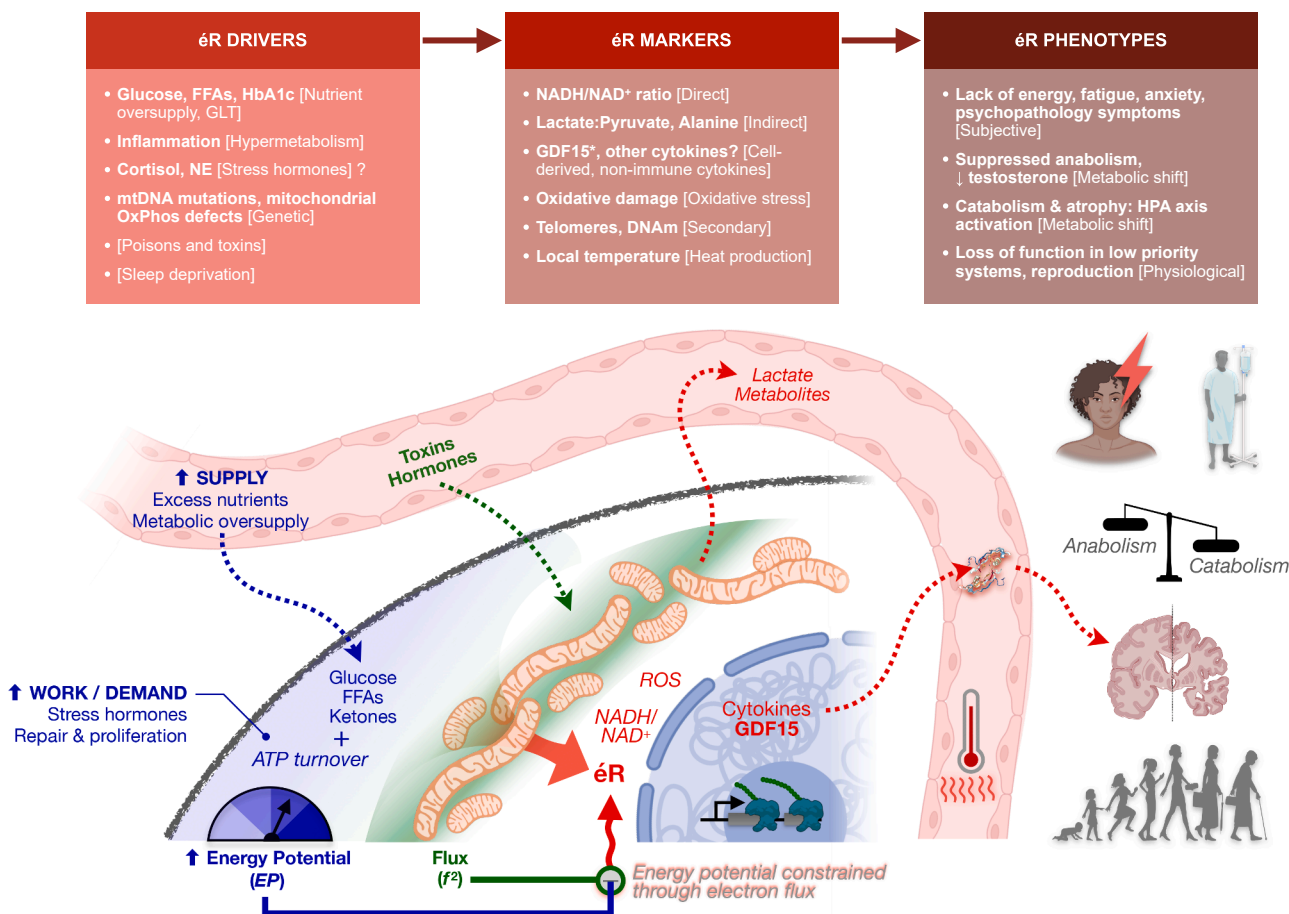 éR DRIVERS
• Glucose, FFAs, HbA1c [Nutrient
oversupply, GLT]
• Inflammation [Hypermetabolism]
• Cortisol, NE [Stress hormones] ?
• mtDNA mutations, mitochondrial
OxPhos defects [Genetic]
• [Poisons and toxins]
• [Sleep deprivation]
éR MARKERS
• NADH/NAD⁺ ratio [Direct]
• Lactate:Pyruvate, Alanine [Indirect]
• GDF15*, other cytokines? [Cell-
derived, non-immune cytokines]
• Oxidative damage [Oxidative stress]
• Telomeres, DNAm [Secondary]
• Local temperature [Heat production]
éR PHENOTYPES
• Lack of energy, fatigue, anxiety,
psychopathology symptoms
[Subjective]
• Suppressed anabolism,
↓ testosterone [Metabolic shift]
• Catabolism & atrophy: HPA axis
activation [Metabolic shift]
• Loss of function in low priority
systems, reproduction [Physiological]
Lactate
Metabolites
Toxins
Hormones
⬆ SUPPLY
Excess nutrients
Metabolic oversupply
Anabolism
Catabolism
Glucose
FFAs
Ketones
+
ATP turnover
⬆ WORK / DEMAND
Stress hormones
Repair & proliferation
ROS
NADH/
NAD⁺
éR
Cytokines
GDF15
⬆ Energy Potential
(EP)
Flux
(f²)
Energy potential constrained
through electron flux